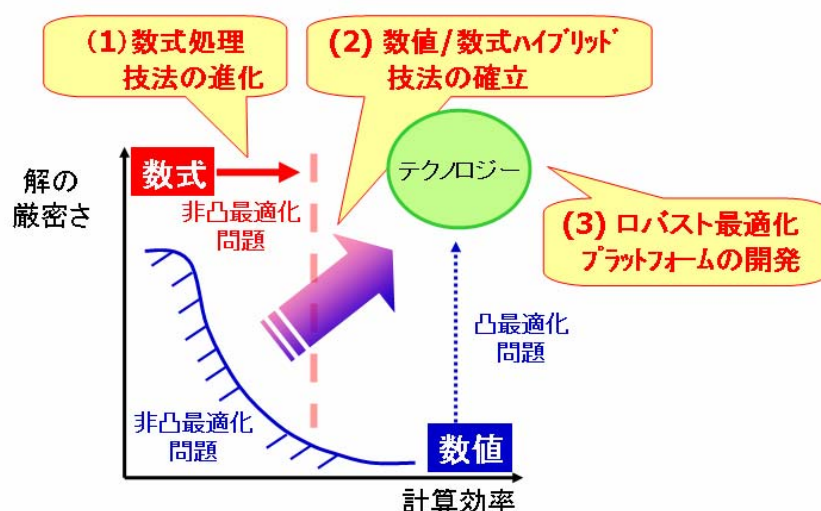 (1)数式処理
技法の進化
(2) 数値/数式ﾊｲﾌﾞﾘｯﾄﾞ
技法の確立
解の
厳密さ
数式
非凸最適化
問題
テクノロジー
(3) ロバスト最適化
ﾌﾟﾗｯﾄﾌｫｰﾑの開発
凸最適化
問題
非凸最適化
問題
数値
計算効率